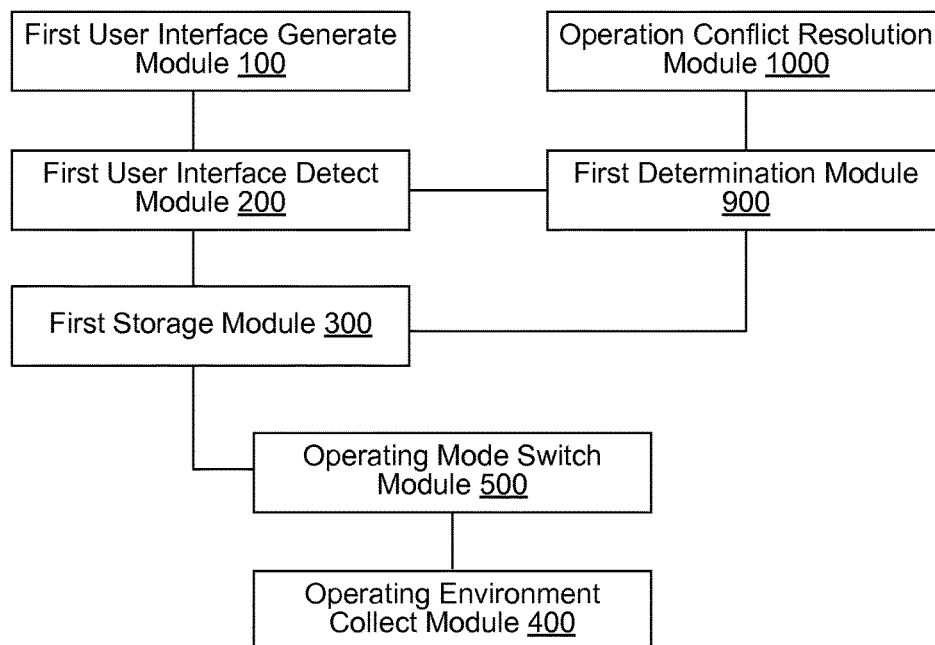 First User Interface Generate
Module 100
Operation Conflict Resolution
Module 1000
First User Interface Detect
Module 200
First Determination Module
900
First Storage Module 300
Operating Mode Switch
Module 500
Operating Environment
Collect Module 400